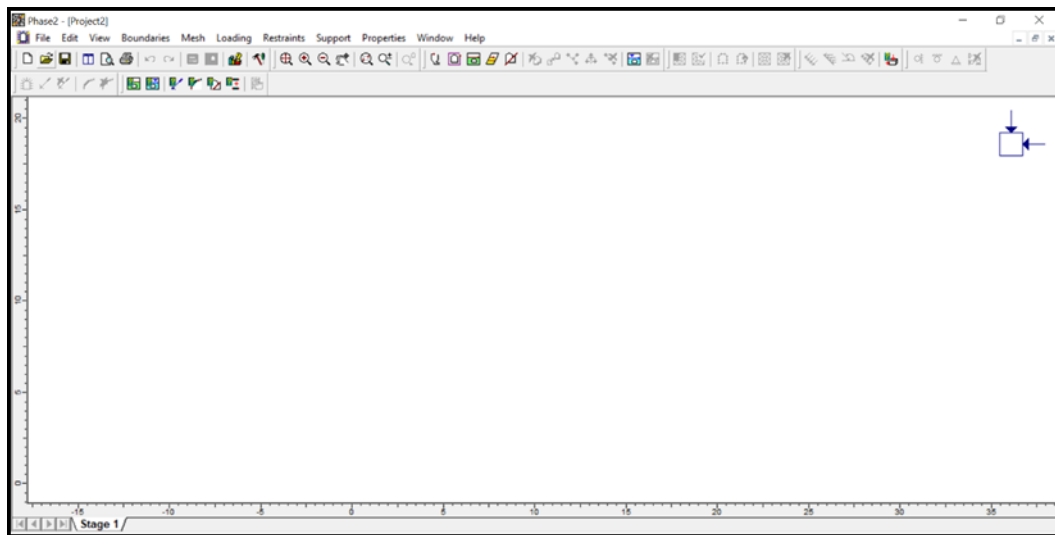 Phase2 - [Project2]
File Edit View Boundaries Mesh Loading Restraints Support Properties Window Help
20
15
10
5
0
-15 -10 -5 0 5 10 15 20 25 30 35
Stage 1